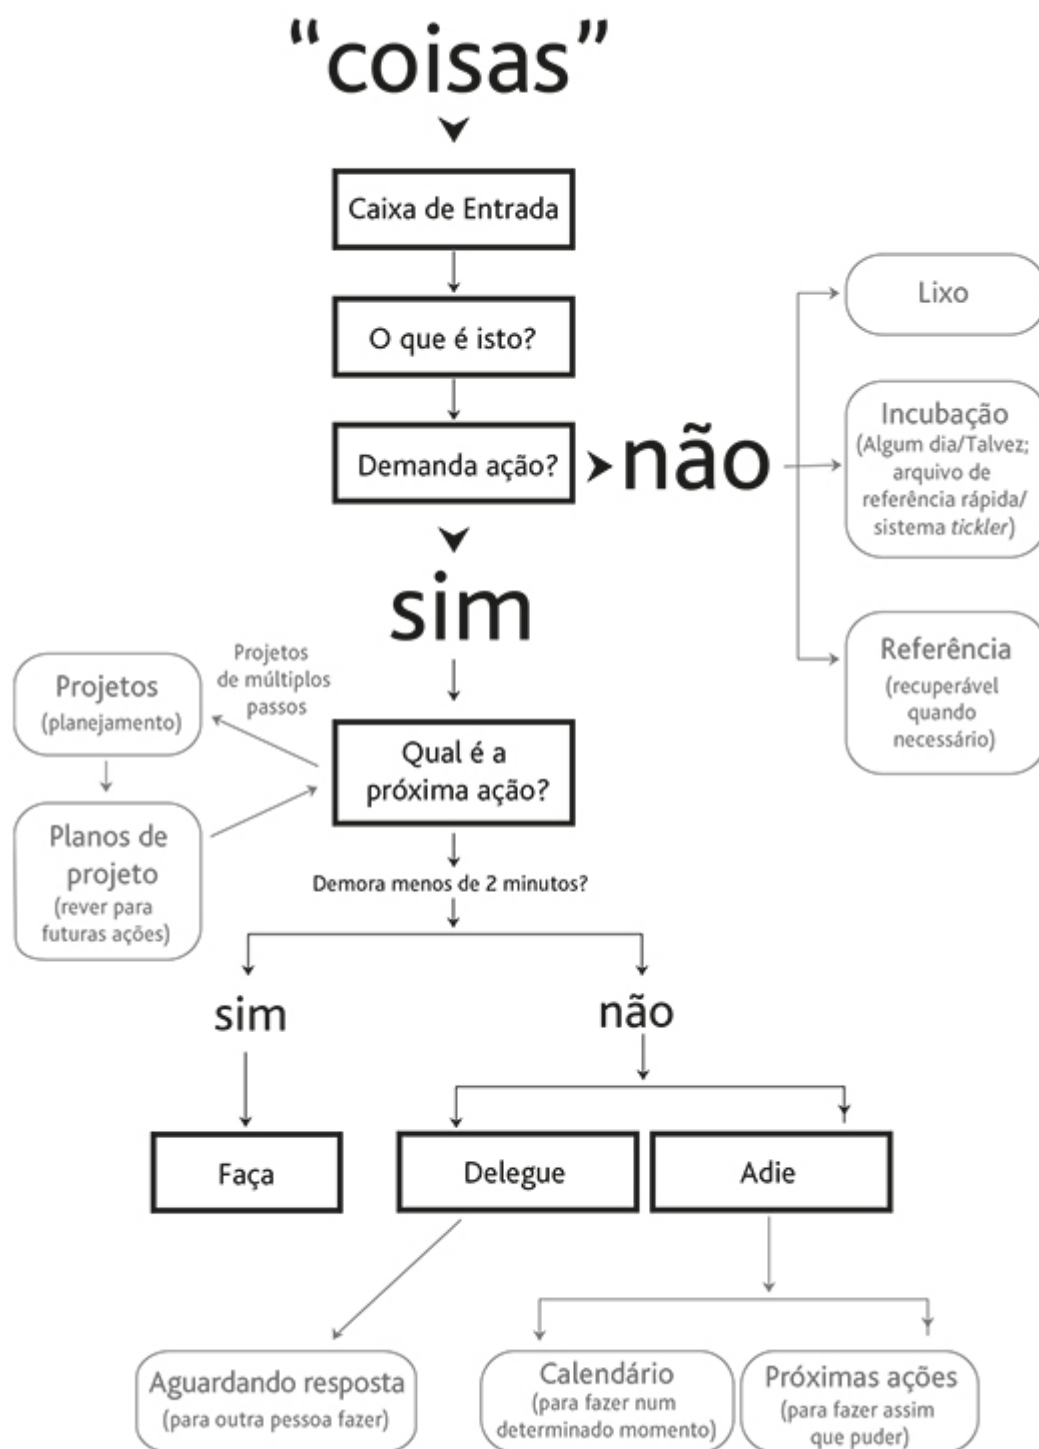 “coisas”
Caixa de Entrada
O que é isto?
Demanda ação?
não
Lixo
Incubação
(Algum dia/Talvez;
arquivo de
referência rápida/
sistema tickler)
Referência
(recuperável
quando
necessário)
sim
Projetos
de múltiplos
passos
Projetos
(planejamento)
Planos de
projeto
(rever para
futuras ações)
Qual é a
próxima ação?
Demora menos de 2 minutos?
sim
não
Faça
Delegue
Adie
Aguardando resposta
(para outra pessoa fazer)
Calendário
(para fazer num
determinado momento)
Próximas ações
(para fazer assim
que puder)